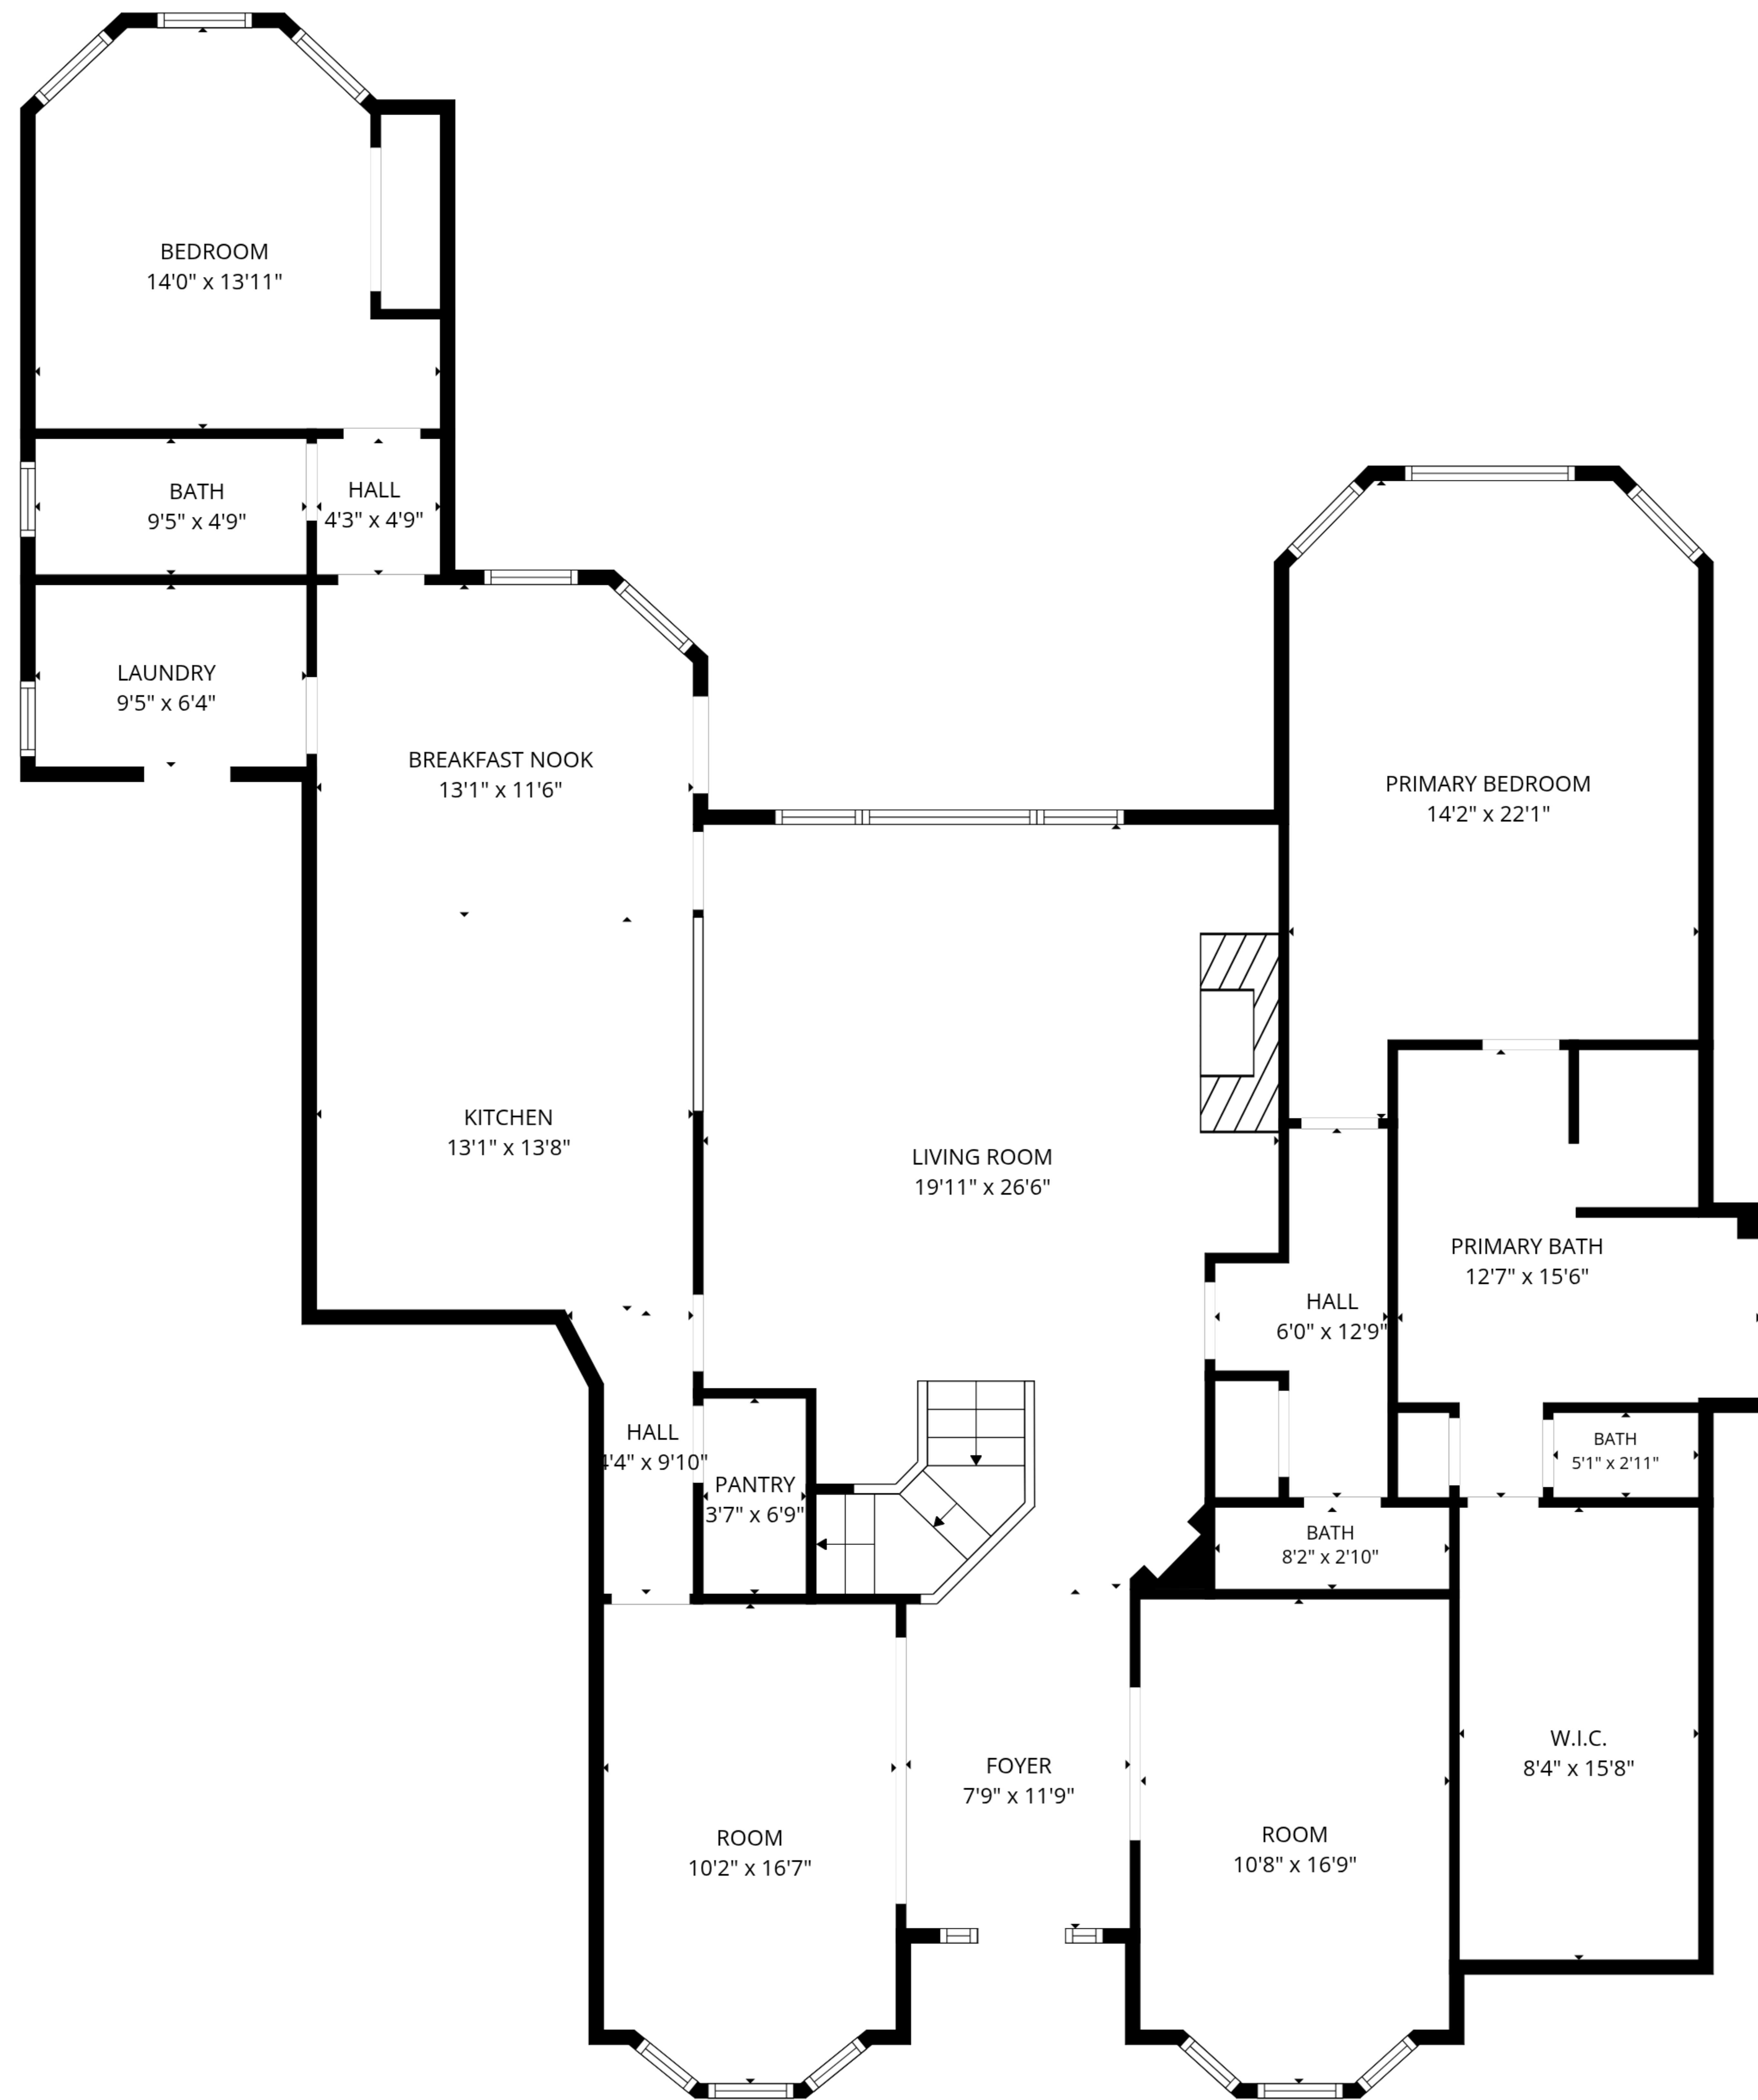 BEDROOM
14'0" x 13'11"
BATH
9'5" x 4'9"
HALL
4'3" x 4'9"
LAUNDRY
9'5" x 6'4"
BREAKFAST NOOK
13'1" x 11'6"
PRIMARY BEDROOM
14'2" x 22'1"
KITCHEN
13'1" x 13'8"
LIVING ROOM
19'11" x 26'6"
PRIMARY BATH
12'7" x 15'6"
HALL
6'0" x 12'9"
HALL
4'4" x 9'10"
PANTRY
3'7" x 6'9"
BATH
5'1" x 2'11"
BATH
8'2" x 2'10"
W.I.C.
8'4" x 15'8"
FOYER
7'9" x 11'9"
ROOM
10'2" x 16'7"
ROOM
10'8" x 16'9"